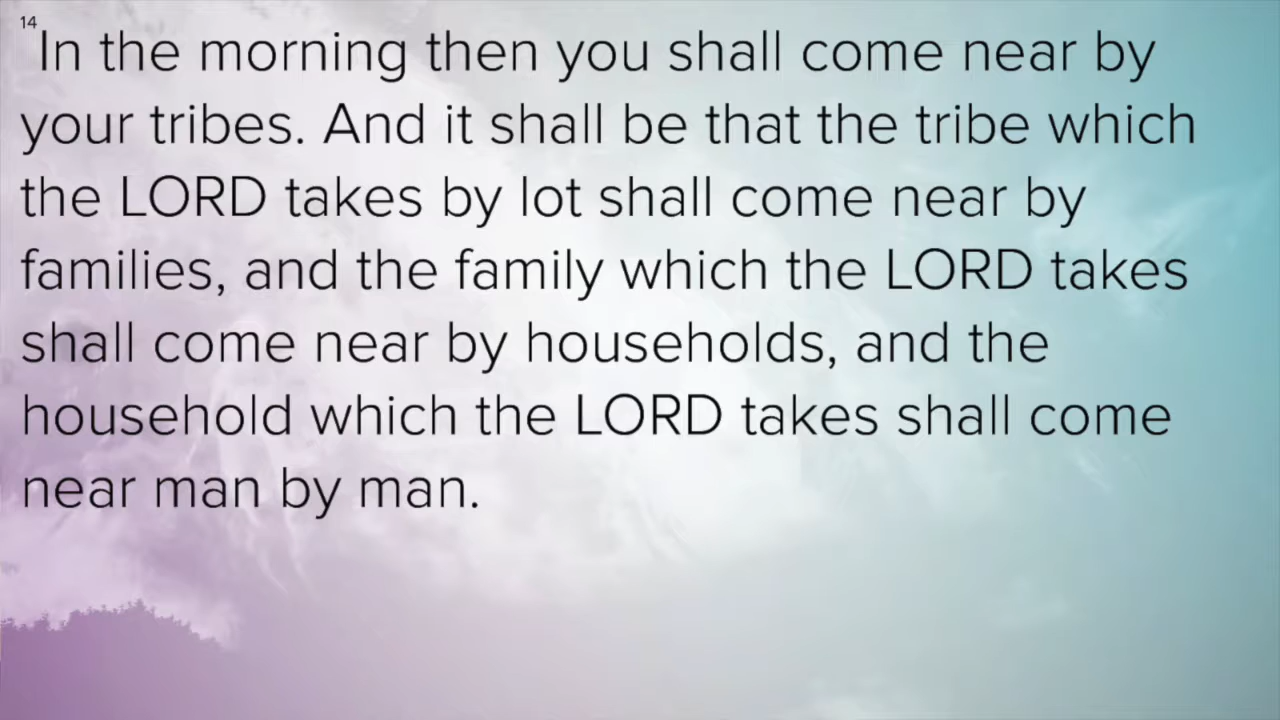 14 In the morning then you shall come near by
your tribes. And it shall be that the tribe which
the LORD takes by lot shall come near by
families, and the family which the LORD takes
shall come near by households, and the
household which the LORD takes shall come
near man by man.